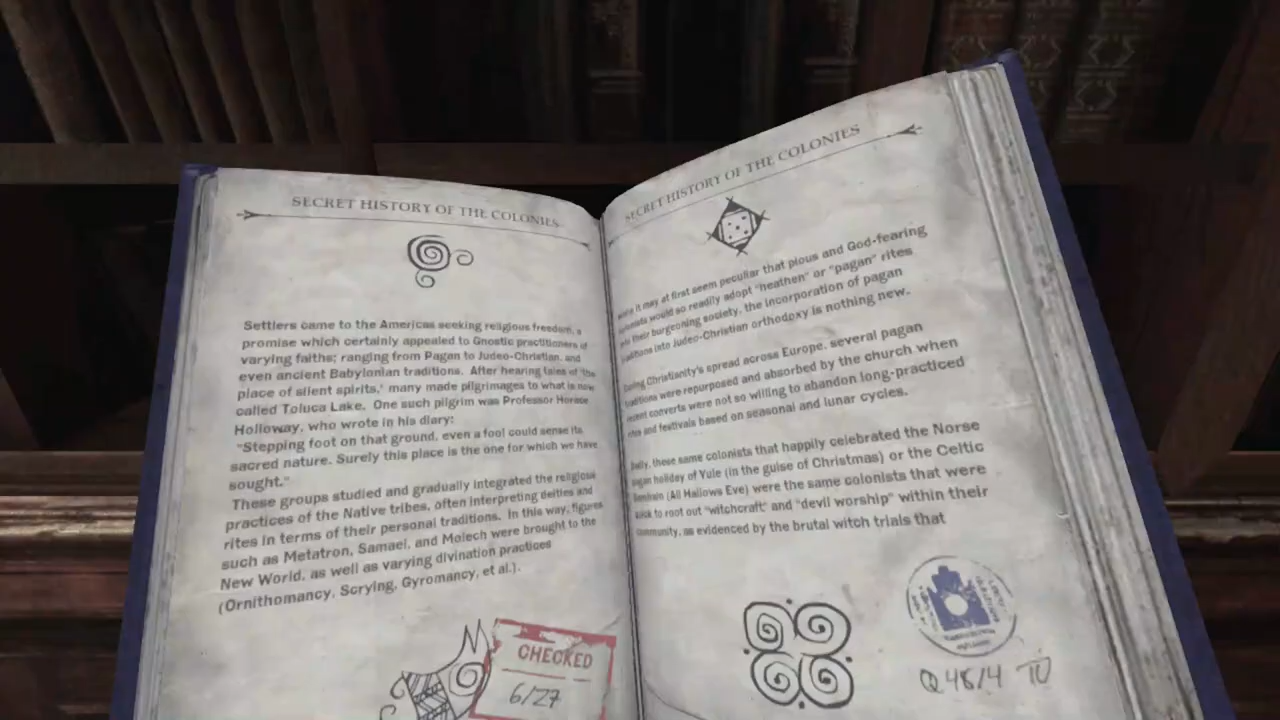 SECRET HISTORY OF THE COLONIES
Settlers came to the Americas seeking religious freedom, a
promise which certainly appealed to Gnostic practitioners of
varying faiths; ranging from Pagan to Judeo-Christian, and
even ancient Babylonian traditions. After hearing tales of "the
place of silent spirits," many made pilgrimages to what is now
called Toluca Lake. One such pilgrim was Professor Horace
Holloway, who wrote in his diary:
"Stepping foot on that ground, even a fool could sense its
sacred nature. Surely this place is the one for which we have
sought."
These groups studied and gradually integrated the religious
practices of the Native tribes, often interpreting deities and
rites in terms of their personal traditions. In this way, figures
such as Metatron, Samael, and Molech were brought to the
New World, as well as varying divination practices
(Ornithomancy, Scrying, Gyromancy, et al.).
CHECKED
6/27
SECRET HISTORY OF THE COLONIES
While it may at first seem peculiar that pious and God-fearing
colonists would so readily adopt "heathen" or "pagan" rites
into their burgeoning society, the incorporation of pagan
traditions into Judeo-Christian orthodoxy is nothing new.
During Christianity's spread across Europe, several pagan
traditions were repurposed and absorbed by the church when
recent converts were not so willing to abandon long-practiced
rites and festivals based on seasonal and lunar cycles.
these same colonists that happily celebrated the Norse
pagan holiday of Yule (in the guise of Christmas) or the Celtic
Samhain (All Hallows Eve) were the same colonists that were
quick to root out "witchcraft" and "devil worship" within their
community, as evidenced by the brutal witch trials that
Q 48/4